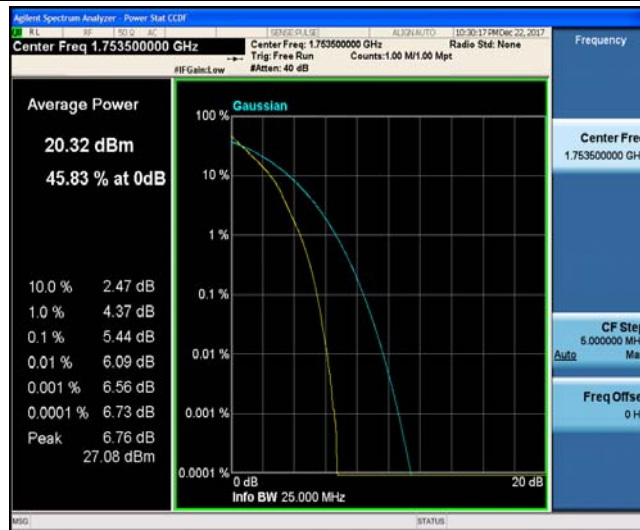 Agilent Spectrum Analyzer - Power Stat CCDF
RL RF 50 Ω AC SENSE:PULSE ALIGN AUTO 10:30:17 PM Dec 22, 2017
Center Freq 1.753500000 GHz
Center Freq: 1.753500000 GHz Radio Std: None
Trig: Free Run Counts:1.00 M/1.00 Mpt
#IFGain:Low #Atten: 40 dB
Frequency
Average Power
20.32 dBm
45.83 % at 0dB
10.0 % 2.47 dB
1.0 % 4.37 dB
0.1 % 5.44 dB
0.01 % 6.09 dB
0.001 % 6.56 dB
0.0001 % 6.73 dB
Peak 6.76 dB
27.08 dBm
Gaussian
100 %
10 %
1 %
0.1 %
0.01 %
0.001 %
0.0001 %
0 dB 20 dB
Info BW 25.000 MHz
Center Fre
1.753500000 GH
CF Step
5.000000 MH
Auto Ma
Freq Offse
0 H
MSG STATUS